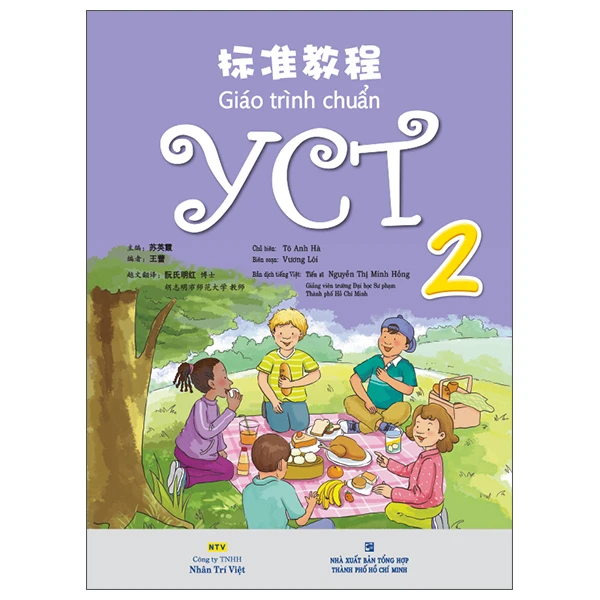 标准教程
Giáo trình chuẩn
YCT
2
主编: 苏英霞
编者: 王蕾
越文翻译: 阮氏明红 博士
胡志明市师范大学 教师
Chủ biên: Tô Anh Hà
Biên soạn: Vương Lôi
Bản dịch tiếng Việt: Tiến sĩ Nguyễn Thị Minh Hồng
Giảng viên trường Đại học Sư phạm
Thành phố Hồ Chí Minh
NTV
Công ty TNHH
Nhân Trí Việt
NHÀ XUẤT BẢN TỔNG HỢP
THÀNH PHỐ HỒ CHÍ MINH